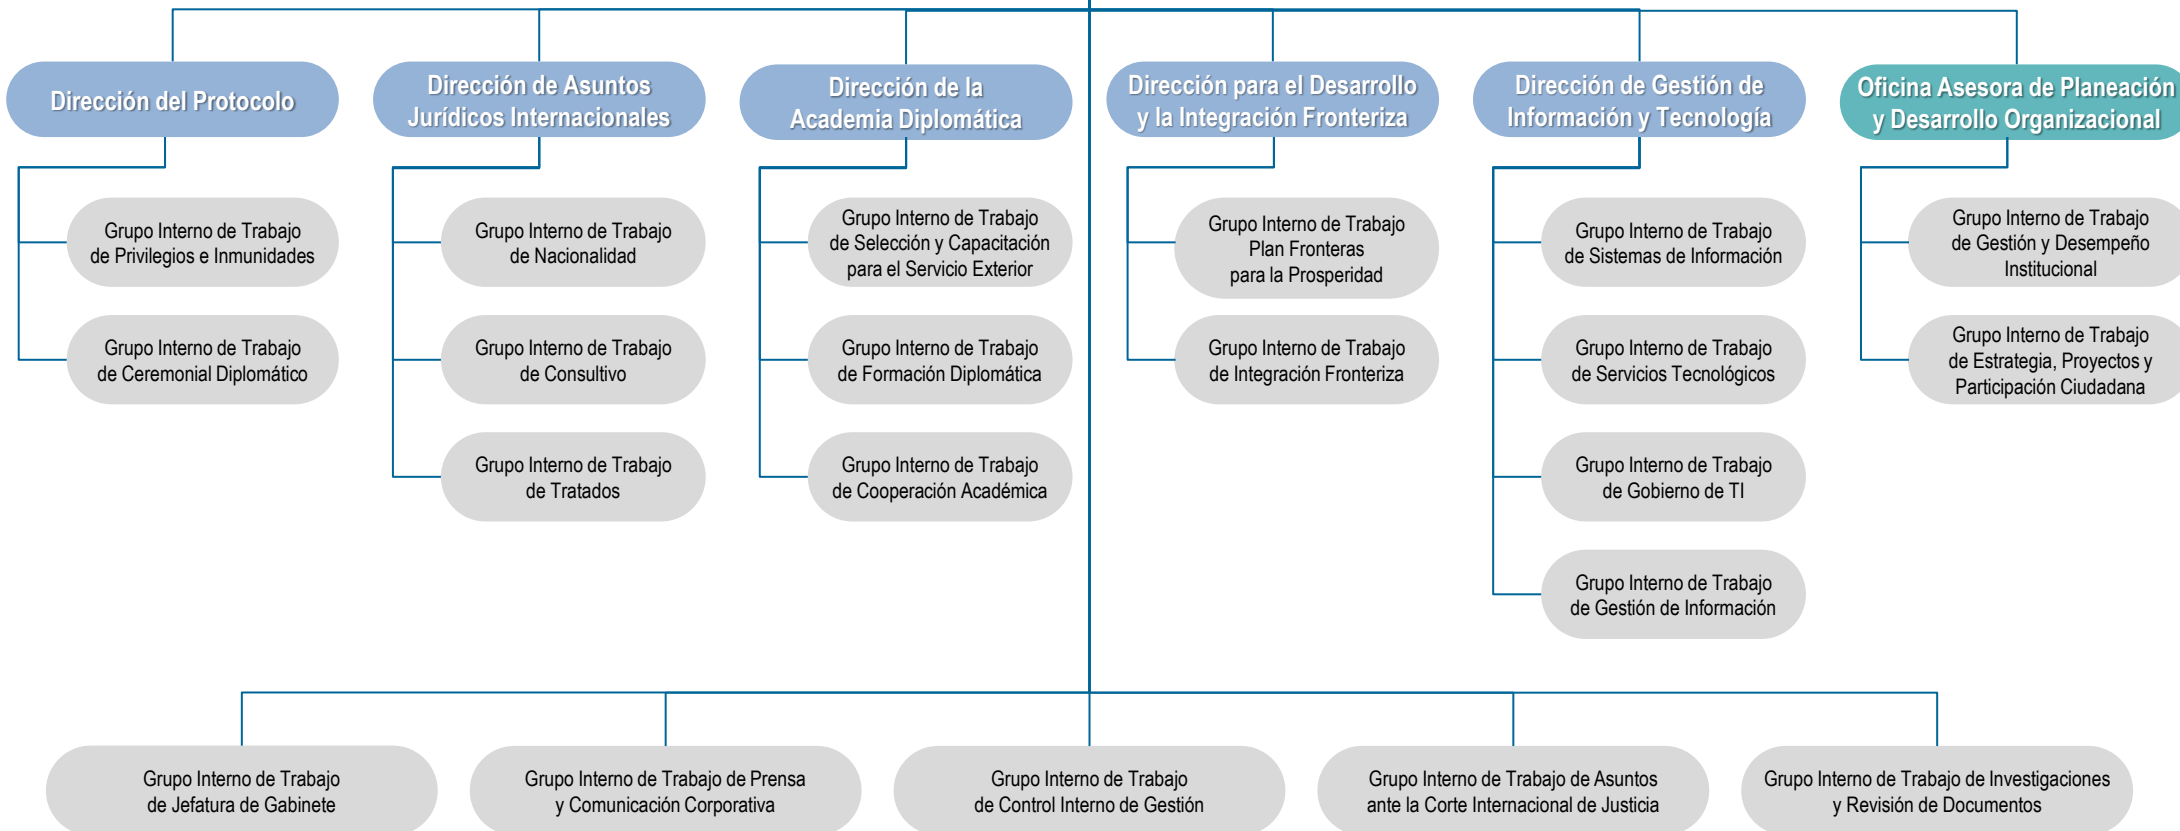 Dirección del Protocolo
Dirección de Asuntos
Jurídicos Internacionales
Dirección de la
Academia Diplomática
Dirección para el Desarrollo
y la Integración Fronteriza
Dirección de Gestión de
Información y Tecnología
Oficina Asesora de Planeación
y Desarrollo Organizacional
Grupo Interno de Trabajo
de Privilegios e Inmunidades
Grupo Interno de Trabajo
de Nacionalidad
Grupo Interno de Trabajo
de Selección y Capacitación
para el Servicio Exterior
Grupo Interno de Trabajo
Plan Fronteras
para la Prosperidad
Grupo Interno de Trabajo
de Sistemas de Información
Grupo Interno de Trabajo
de Gestión y Desempeño
Institucional
Grupo Interno de Trabajo
de Ceremonial Diplomático
Grupo Interno de Trabajo
de Consultivo
Grupo Interno de Trabajo
de Formación Diplomática
Grupo Interno de Trabajo
de Integración Fronteriza
Grupo Interno de Trabajo
de Servicios Tecnológicos
Grupo Interno de Trabajo
de Estrategia, Proyectos y
Participación Ciudadana
Grupo Interno de Trabajo
de Tratados
Grupo Interno de Trabajo
de Cooperación Académica
Grupo Interno de Trabajo
de Gobierno de TI
Grupo Interno de Trabajo
de Gestión de Información
Grupo Interno de Trabajo
de Jefatura de Gabinete
Grupo Interno de Trabajo de Prensa
y Comunicación Corporativa
Grupo Interno de Trabajo
de Control Interno de Gestión
Grupo Interno de Trabajo de Asuntos
ante la Corte Internacional de Justicia
Grupo Interno de Trabajo de Investigaciones
y Revisión de Documentos